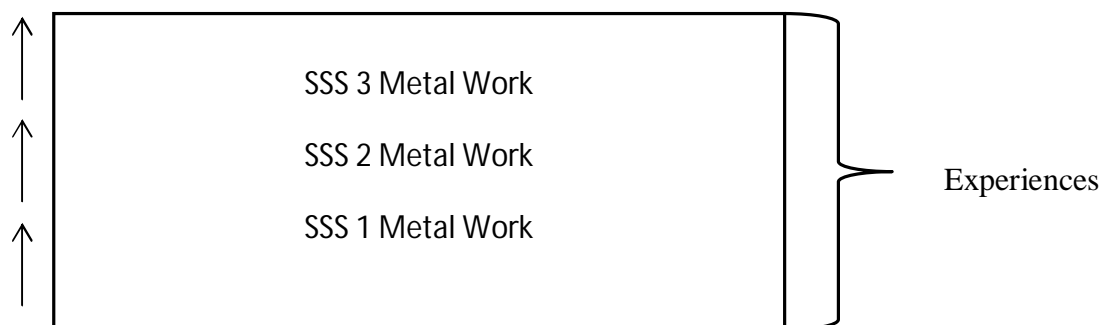 SSS 3 Metal Work
SSS 2 Metal Work
Experiences
SSS 1 Metal Work